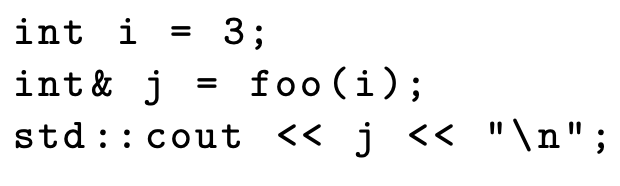 int i = 3;
int& j = foo(i);
std::cout << j << "\n";